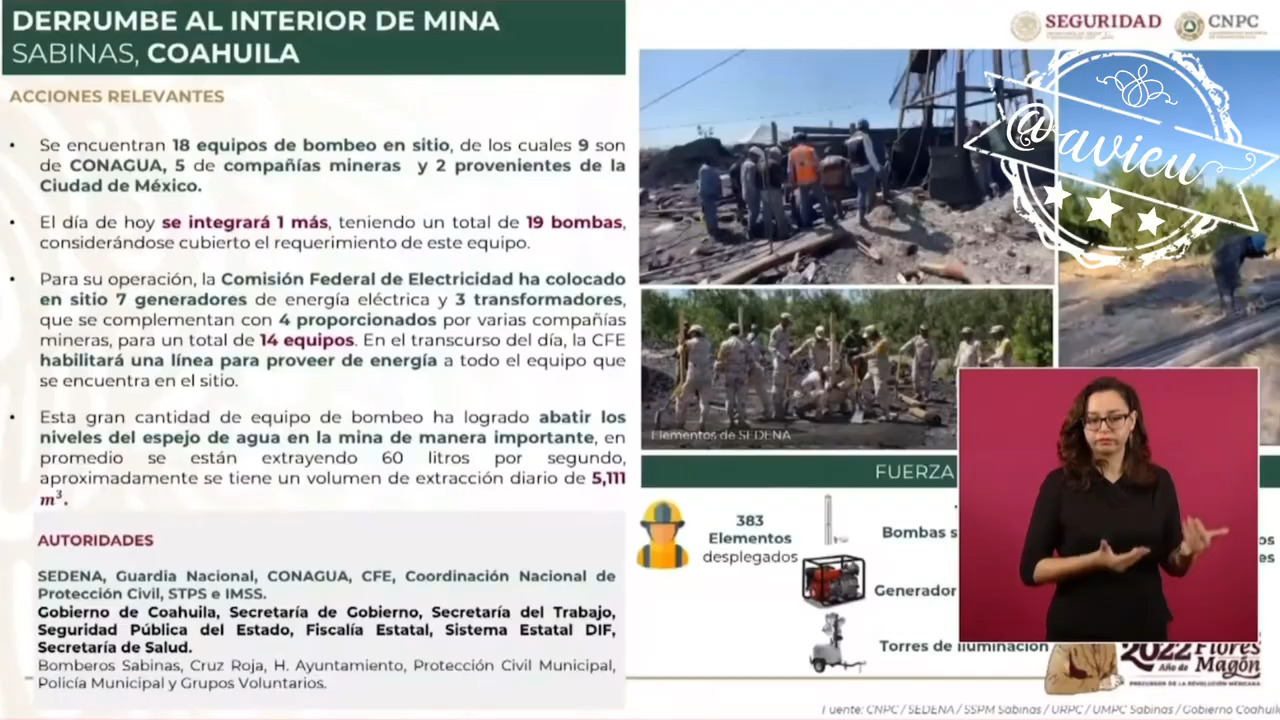 DERRUMBE AL INTERIOR DE MINA
SABINAS, COAHUILA
ACCIONES RELEVANTES
• Se encuentran 18 equipos de bombeo en sitio, de los cuales 9 son
de CONAGUA, 5 de compañías mineras y 2 provenientes de la
Ciudad de México.
• El día de hoy se integrará 1 más, teniendo un total de 19 bombas,
considerándose cubierto el requerimiento de este equipo.
• Para su operación, la Comisión Federal de Electricidad ha colocado
en sitio 7 generadores de energía eléctrica y 3 transformadores,
que se complementan con 4 proporcionados por varias compañías
mineras, para un total de 14 equipos. En el transcurso del día, la CFE
habilitará una línea para proveer de energía a todo el equipo que
se encuentra en el sitio.
• Esta gran cantidad de equipo de bombeo ha logrado abatir los
niveles del espejo de agua en la mina de manera importante, en
promedio se están extrayendo 60 litros por segundo,
aproximadamente se tiene un volumen de extracción diario de 5,111
m³.
AUTORIDADES
SEDENA, Guardia Nacional, CONAGUA, CFE, Coordinación Nacional de
Protección Civil, STPS e IMSS.
Gobierno de Coahuila, Secretaría de Gobierno, Secretaría del Trabajo,
Seguridad Pública del Estado, Fiscalía Estatal, Sistema Estatal DIF,
Secretaría de Salud.
Bomberos Sabinas, Cruz Roja, H. Ayuntamiento, Protección Civil Municipal,
Policía Municipal y Grupos Voluntarios.
SEGURIDAD
CNPC
@avicu
Elementos de SEDENA
FUERZA
383
Elementos
desplegados
Bombas s
Generador
Torres de iluminación
2022 Flores
Año de Magón
PRECURSOR DE LA REVOLUCIÓN MEXICANA
Fuente: CNPC / SEDENA / SSPM Sabinas / URPC / UMPC Sabinas / Gobierno Coahuila